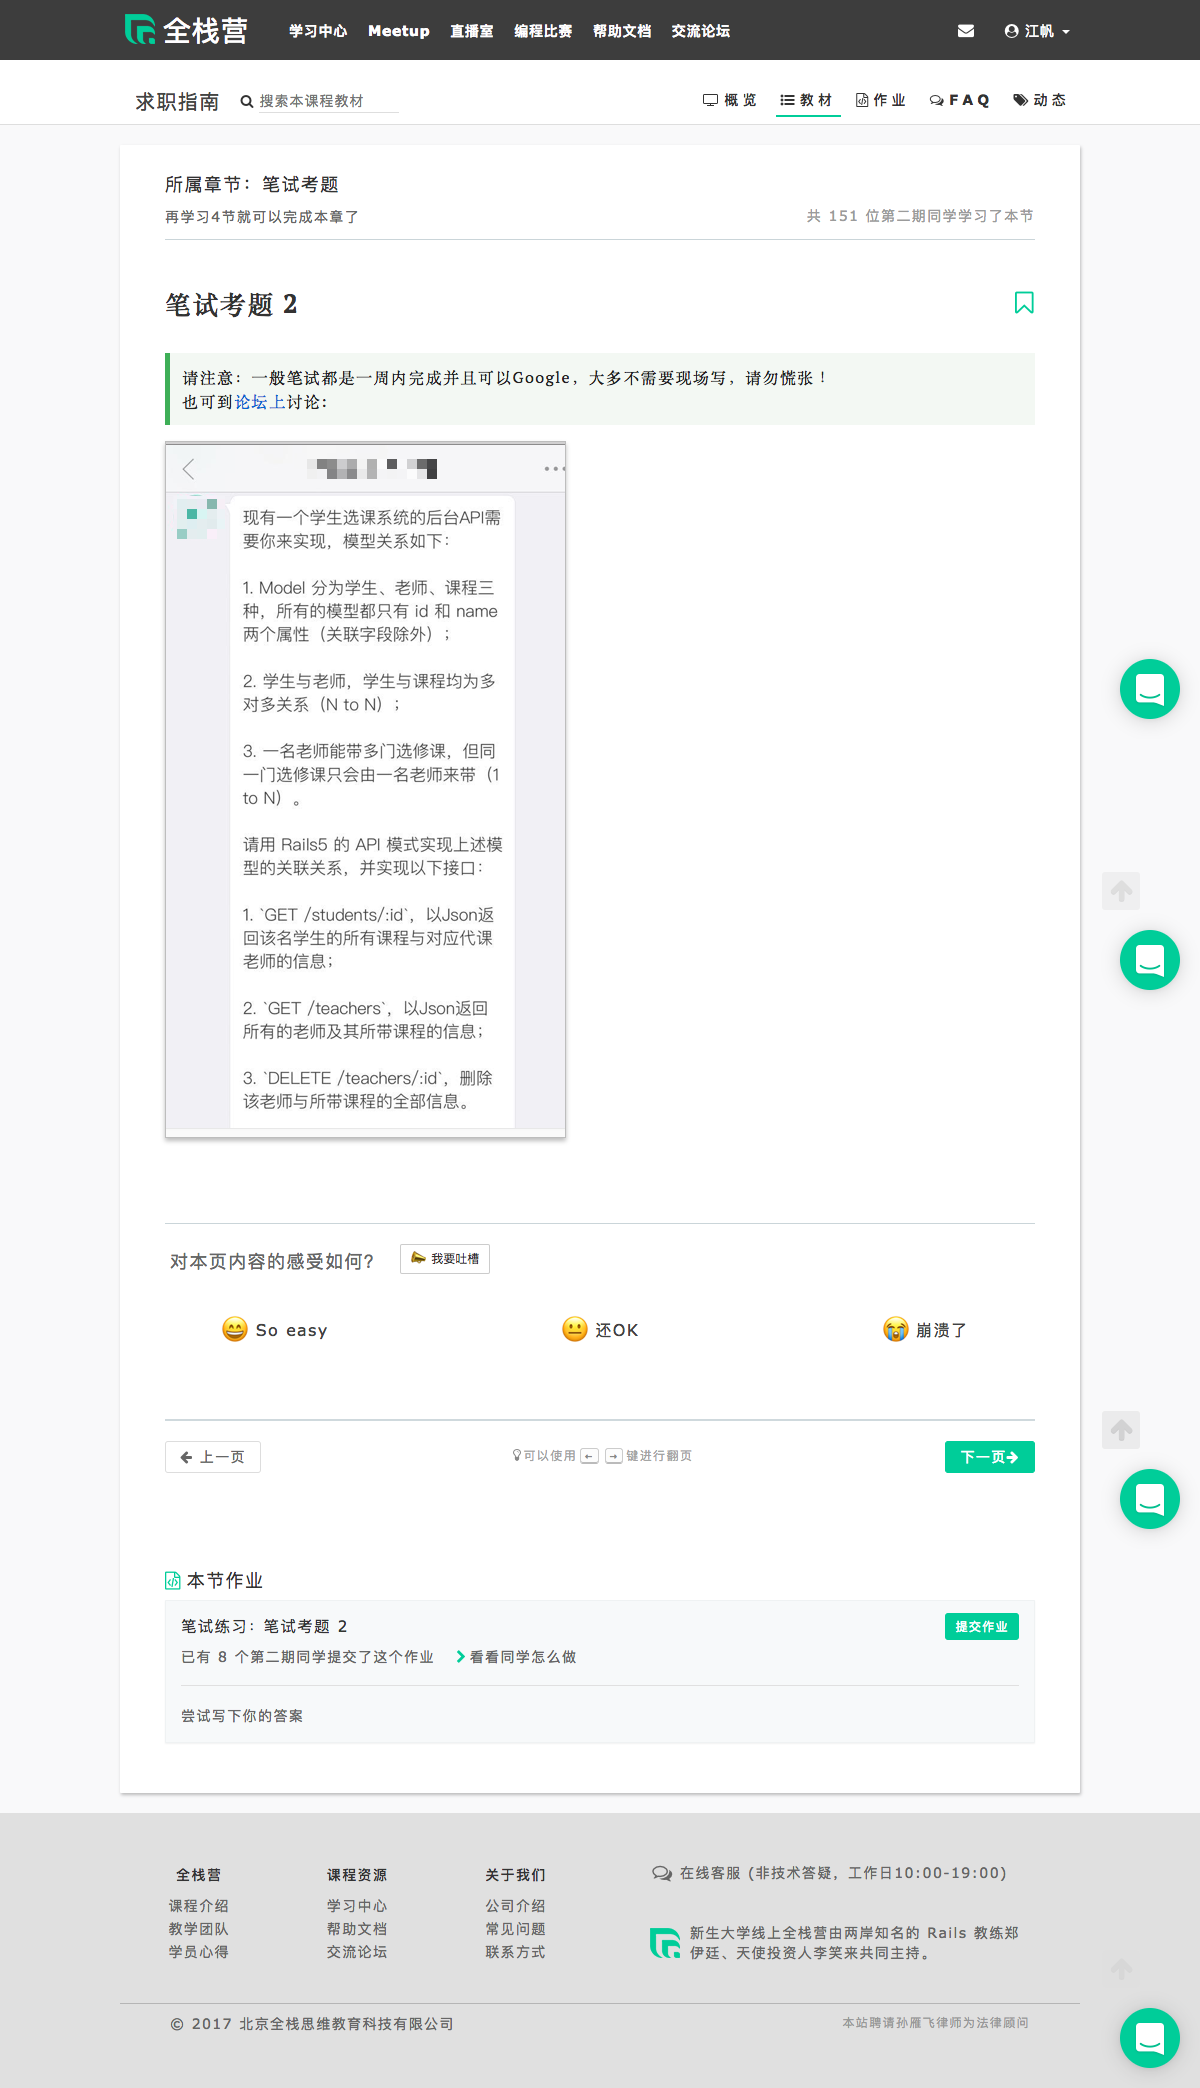 全栈营
学习中心 Meetup 直播室 编程比赛 帮助文档 交流论坛
江帆
求职指南
搜索本课程教材
概览 教材 作业 FAQ 动态
所属章节：笔试考题
再学习4节就可以完成本章了
共 151 位第二期同学学习了本节
笔试考题 2
请注意：一般笔试都是一周内完成并且可以Google，大多不需要现场写，请勿慌张！
也可到论坛上讨论：
现有一个学生选课系统的后台API需
要你来实现，模型关系如下：
1. Model 分为学生、老师、课程三
种，所有的模型都只有 id 和 name
两个属性（关联字段除外）；
2. 学生与老师，学生与课程均为多
对多关系（N to N）；
3. 一名老师能带多门选修课，但同
一门选修课只会由一名老师来带（1
to N）。
请用 Rails5 的 API 模式实现上述模
型的关联关系，并实现以下接口：
1. `GET /students/:id`，以Json返
回该名学生的所有课程与对应代课
老师的信息；
2. `GET /teachers`，以Json返回
所有的老师及其所带课程的信息；
3. `DELETE /teachers/:id`，删除
该老师与所带课程的全部信息。
对本页内容的感受如何？
我要吐槽
So easy
还OK
崩溃了
上一页
可以使用 ← → 键进行翻页
下一页
本节作业
笔试练习：笔试考题 2
提交作业
已有 8 个第二期同学提交了这个作业
看看同学怎么做
尝试写下你的答案
全栈营
课程介绍
教学团队
学员心得
课程资源
学习中心
帮助文档
交流论坛
关于我们
公司介绍
常见问题
联系方式
在线客服 (非技术答疑，工作日10:00-19:00)
新生大学线上全栈营由两岸知名的 Rails 教练郑
伊廷、天使投资人李笑来共同主持。
© 2017 北京全栈思维教育科技有限公司
本站聘请孙雁飞律师为法律顾问